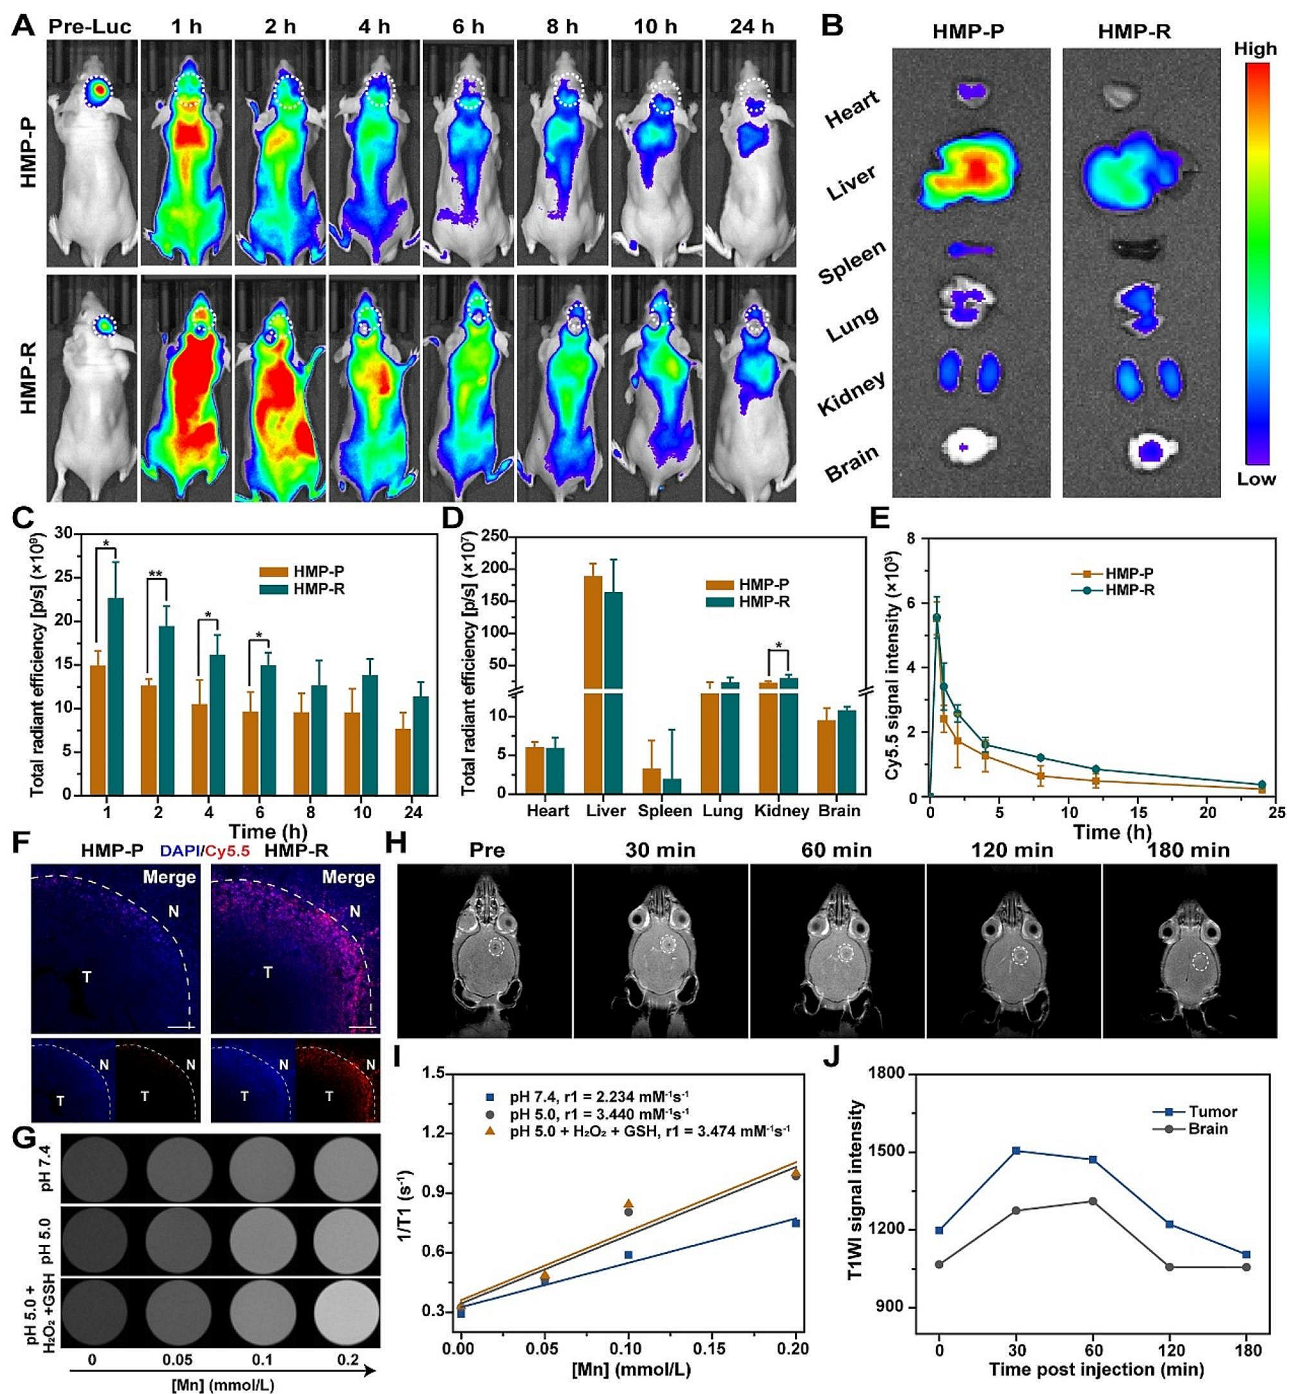 A
Pre-Luc 1 h 2 h 4 h 6 h 8 h 10 h 24 h
HMP-P
HMP-R
B
HMP-P HMP-R
High
Heart
Liver
Spleen
Lung
Kidney
Brain
Low
C
Total radiant efficiency [p/s] (×10⁹)
30
25
20
15
10
5
0
* ** * *
HMP-P
HMP-R
1 2 4 6 8 10 24
Time (h)
D
Total radiant efficiency [p/s] (×10⁷)
250
200
150
100
50
10
5
0
HMP-P
HMP-R
*
Heart Liver Spleen Lung Kidney Brain
E
Cy5.5 signal intensity (×10³)
8
6
4
2
0
HMP-P
HMP-R
0 5 10 15 20 25
Time (h)
F
HMP-P DAPI/Cy5.5 HMP-R
Merge Merge
N N
T T
N N
T T T T
G
pH 7.4
pH 5.0
pH 5.0 +
H₂O₂ +GSH
0 0.05 0.1 0.2
[Mn] (mmol/L)
H
Pre 30 min 60 min 120 min 180 min
I
1/T1 (s⁻¹)
1.5
1.2
0.9
0.6
0.3
pH 7.4, r1 = 2.234 mM⁻¹s⁻¹
pH 5.0, r1 = 3.440 mM⁻¹s⁻¹
pH 5.0 + H₂O₂ + GSH, r1 = 3.474 mM⁻¹s⁻¹
0.00 0.05 0.10 0.15 0.20
[Mn] (mmol/L)
J
T1WI signal intensity
1800
1500
1200
900
Tumor
Brain
0 30 60 120 180
Time post injection (min)